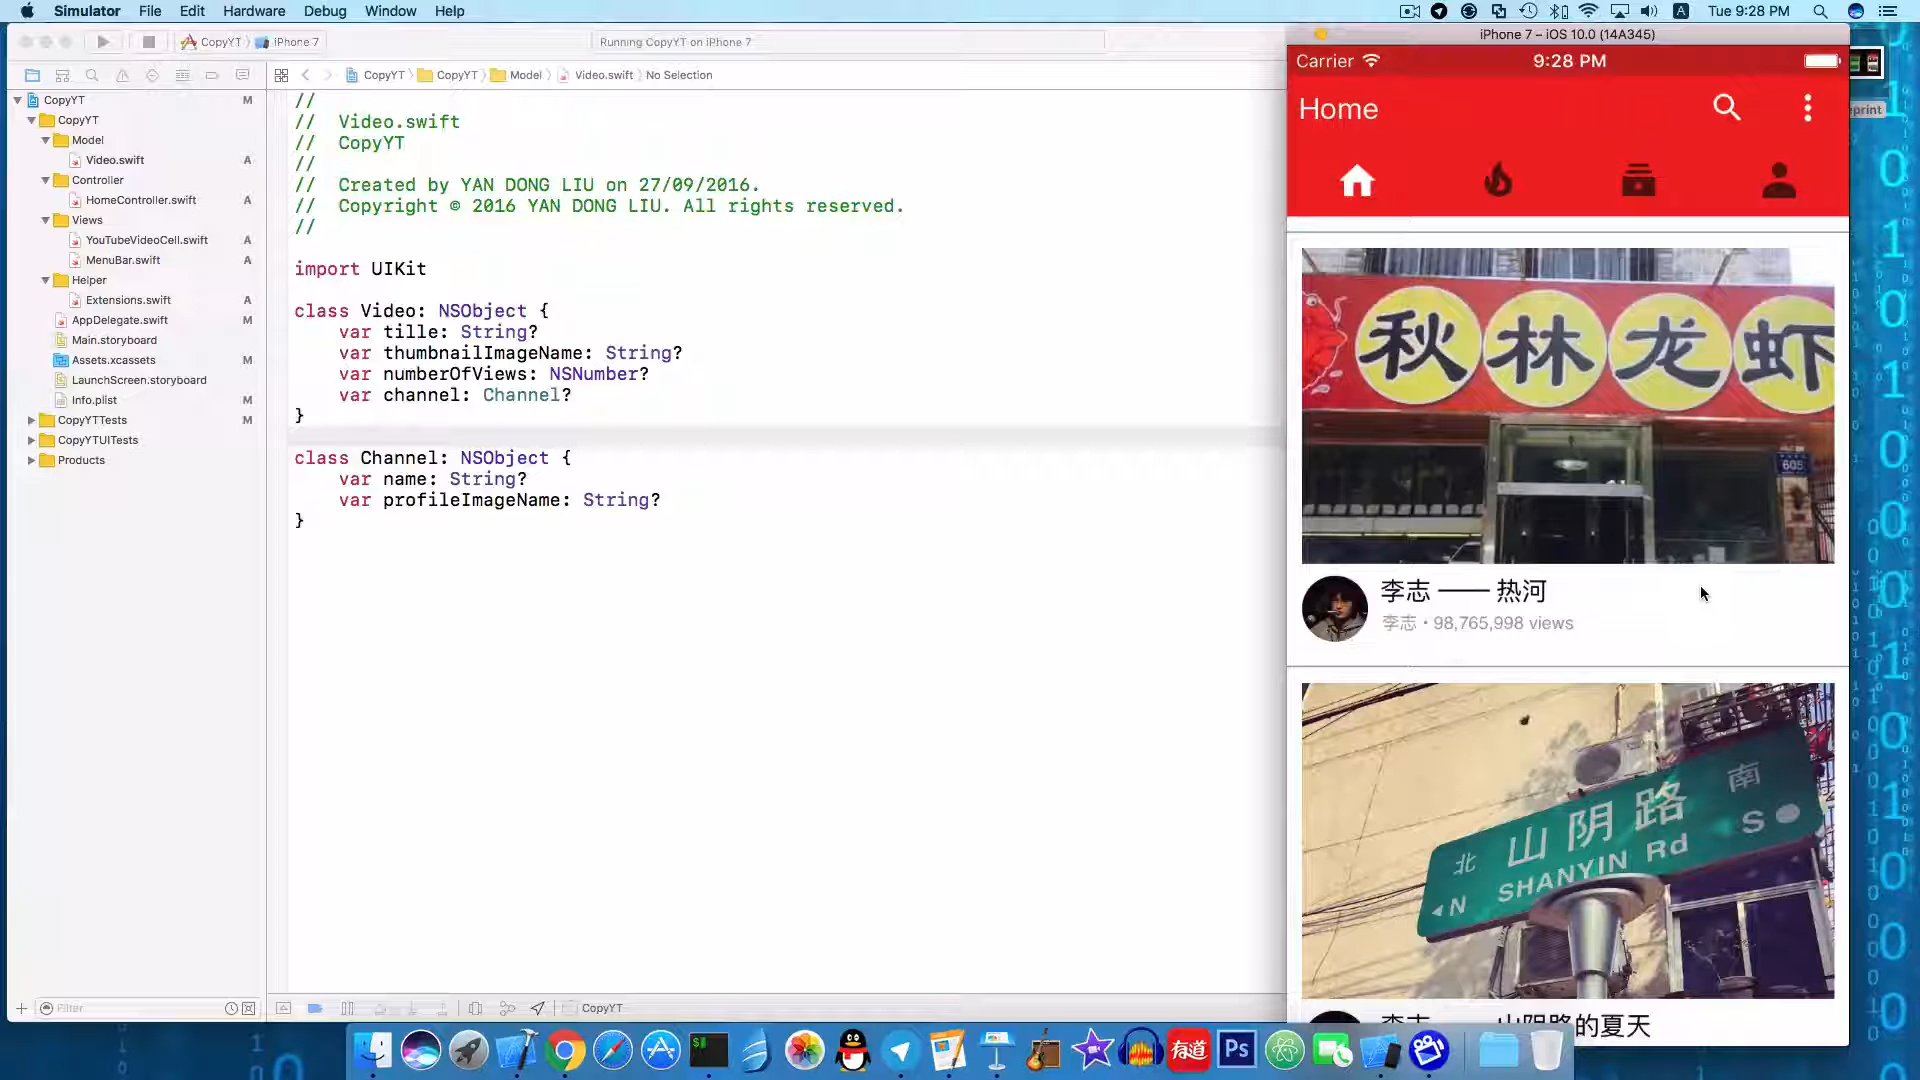 Simulator File Edit Hardware Debug Window Help
Tue 9:28 PM
CopyYT iPhone 7
Running CopyYT on iPhone 7
CopyYT CopyYT Model Video.swift No Selection
CopyYT M
CopyYT
Model
Video.swift A
Controller
HomeController.swift A
Views
YouTubeVideoCell.swift A
MenuBar.swift A
Helper
Extensions.swift A
AppDelegate.swift M
Main.storyboard
Assets.xcassets M
LaunchScreen.storyboard
Info.plist M
CopyYTTests M
CopyYTUITests
Products
Filter
//
// Video.swift
// CopyYT
//
// Created by YAN DONG LIU on 27/09/2016.
// Copyright © 2016 YAN DONG LIU. All rights reserved.
//
import UIKit
class Video: NSObject {
var tille: String?
var thumbnailImageName: String?
var numberOfViews: NSNumber?
var channel: Channel?
}
class Channel: NSObject {
var name: String?
var profileImageName: String?
}
CopyYT
iPhone 7 – iOS 10.0 (14A345)
Carrier 9:28 PM
Home
秋林龙虾
605
李志 —— 热河
李志 • 98,765,998 views
北 山阴路 南
N SHANYIN Rd S
山阴路的夏天
eprint
有道
Ps